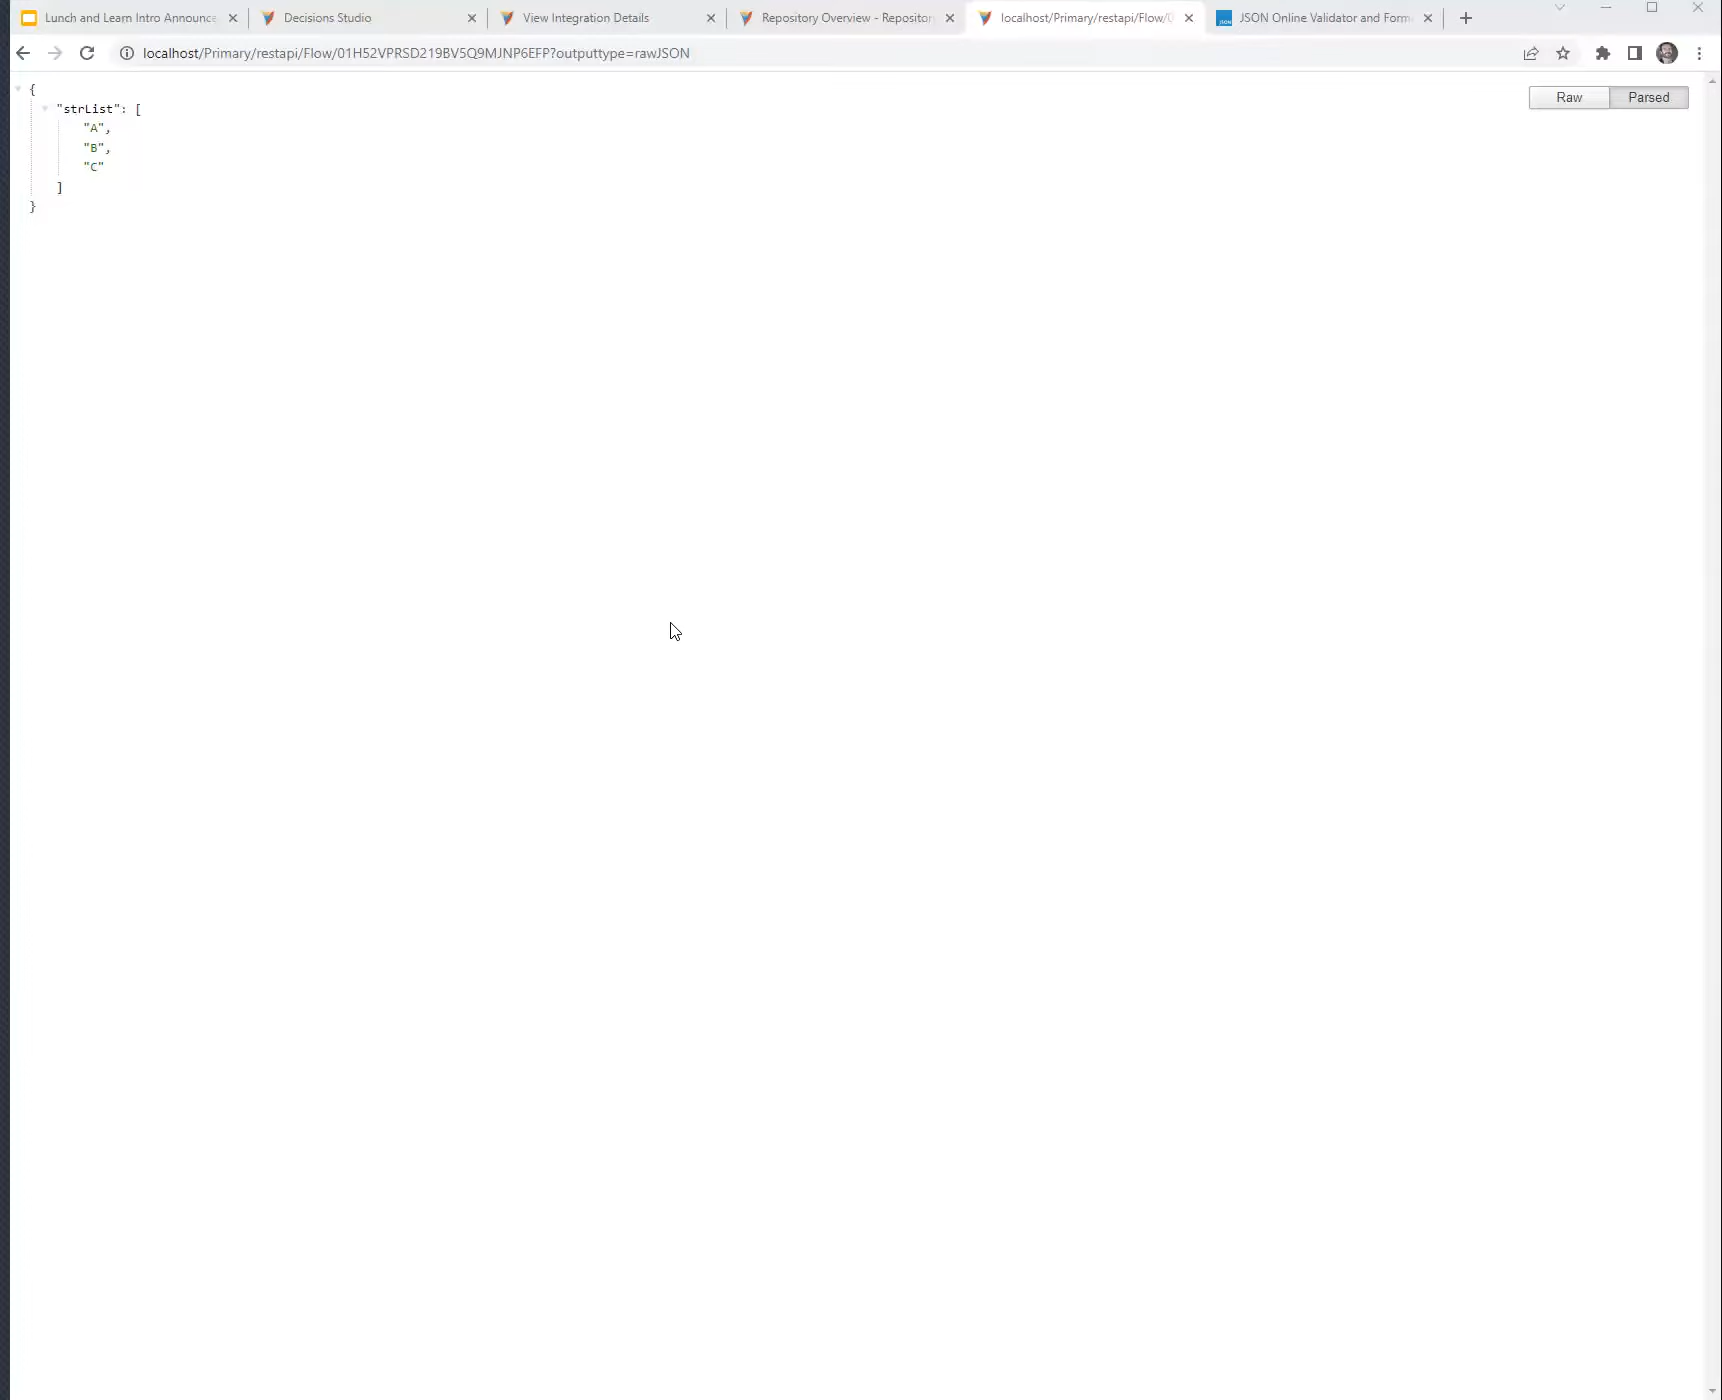 Lunch and Learn Intro Announce
Decisions Studio
View Integration Details
Repository Overview - Repositor
localhost/Primary/restapi/Flow/0
JSON Online Validator and Form
localhost/Primary/restapi/Flow/01H52VPRSD219BV5Q9MJNP6EFP?outputtype=rawJSON
Raw
Parsed
{
"strList": [
"A",
"B",
"C"
]
}